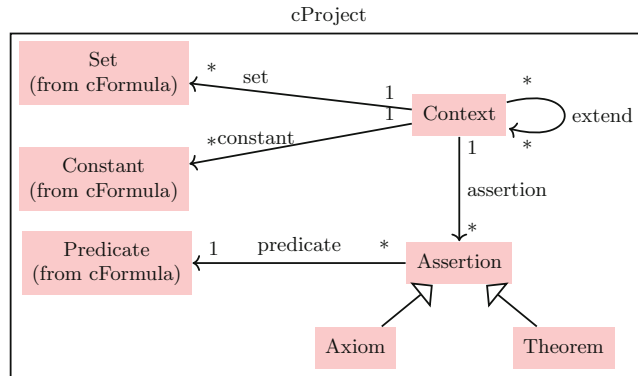 cProject
Set
(from cFormula)
*
set
1
Context
*
extend
*
Constant
(from cFormula)
*constant
1
1
assertion
*
Predicate
(from cFormula)
1
predicate
*
Assertion
Axiom
Theorem